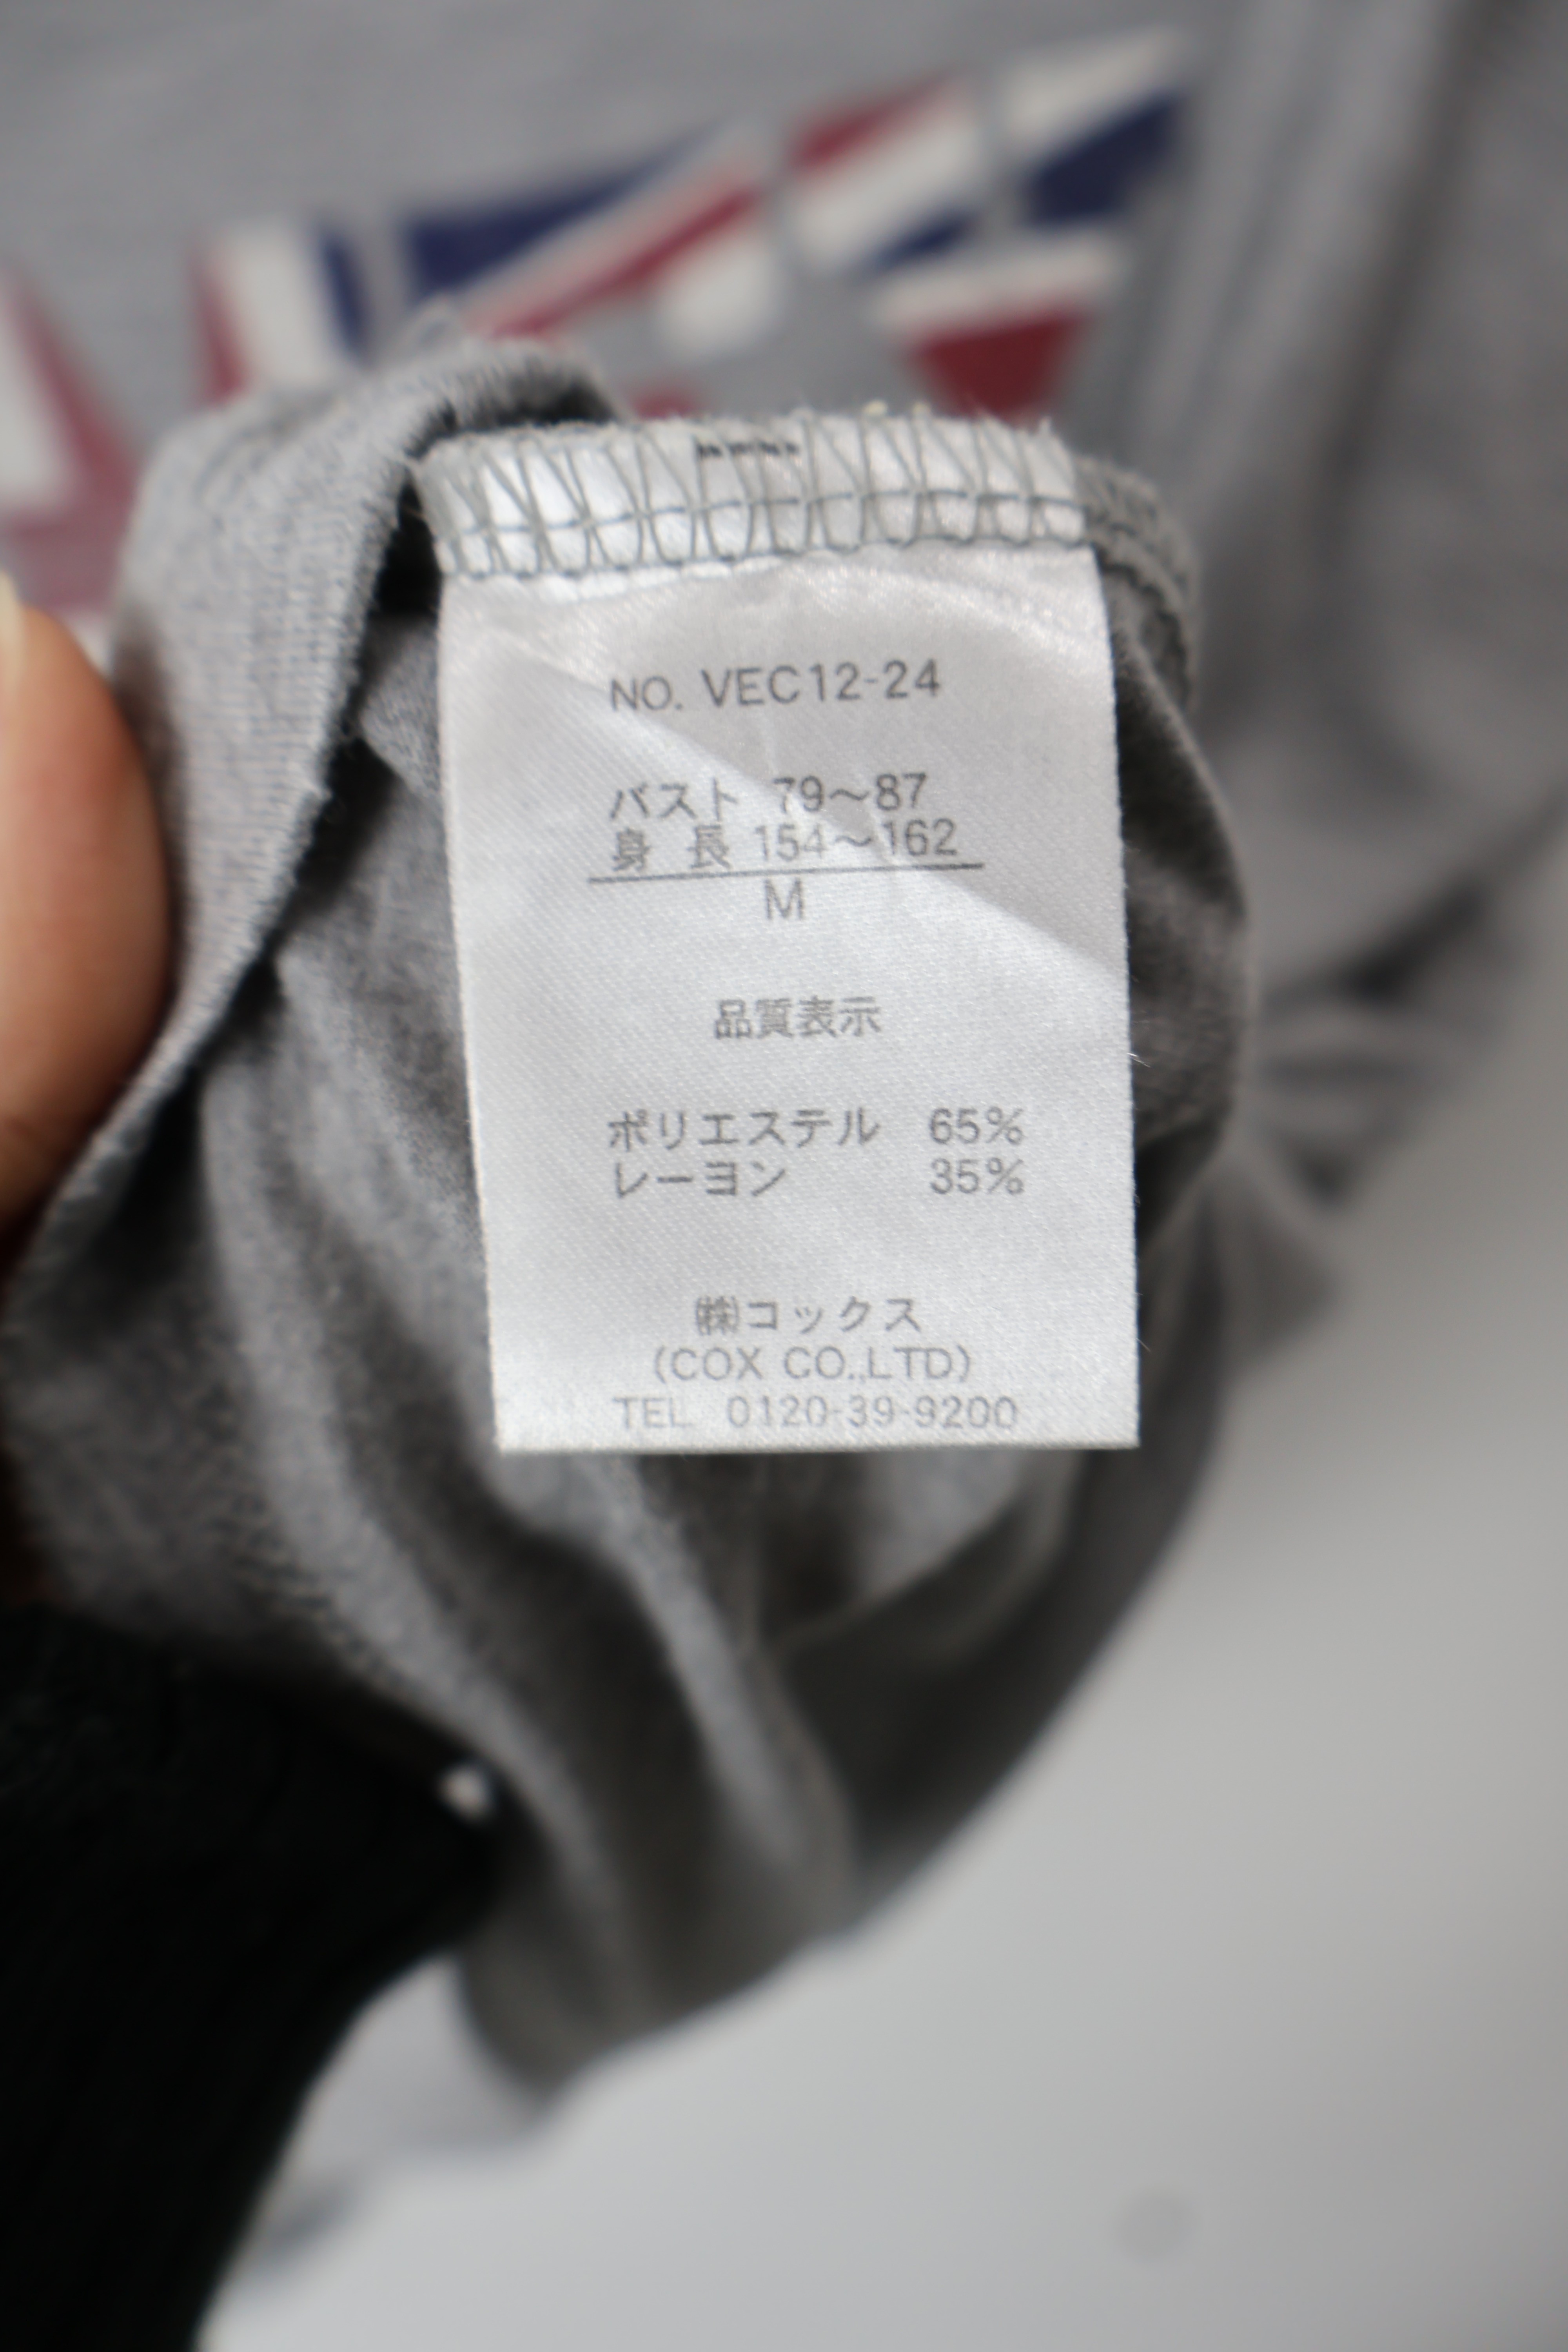 NO. VEC12-24
バスト 79～87
身 長 154～162
M
品質表示
ポリエステル 65%
レーヨン 35%
㈱コックス
(COX CO.,LTD)
TEL 0120-39-9200